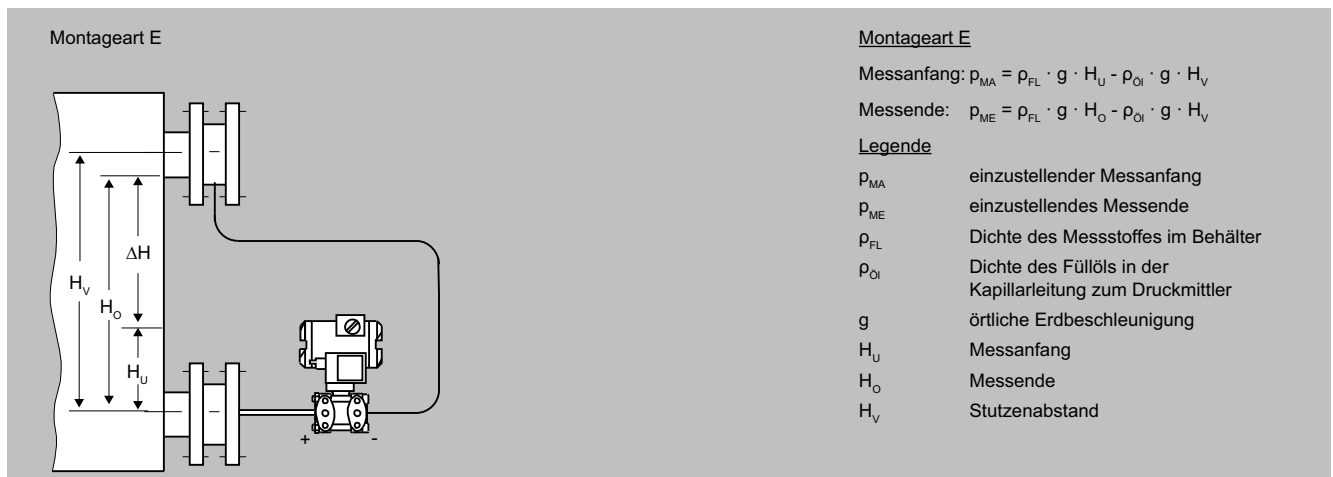 Montageart E
ΔH
H_V
H_O
H_U
+ -
Montageart E
Messanfang: p_MA = ρ_FL · g · H_U - ρ_Öl · g · H_V
Messende: p_ME = ρ_FL · g · H_O - ρ_Öl · g · H_V
Legende
p_MA einzustellender Messanfang
p_ME einzustellendes Messende
ρ_FL Dichte des Messstoffes im Behälter
ρ_Öl Dichte des Füllöls in der
Kapillarleitung zum Druckmittler
g örtliche Erdbeschleunigung
H_U Messanfang
H_O Messende
H_V Stutzenabstand